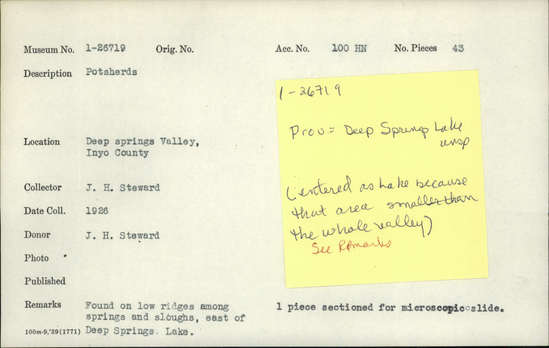 Museum No. 1-26719 Orig. No. Acc. No. 100 HN No. Pieces 43
Description Potsherds
1-26719
Prov = Deep Springs Lake
unsp
Location Deep springs Valley,
Inyo County
(entered as Lake because
that area smaller than
the whole valley)
See Remarks
Collector J. H. Steward
Date Coll. 1926
Donor J. H. Steward
Photo
Published
Remarks Found on low ridges among
springs and sloughs, east of
Deep Springs. Lake.
1 piece sectioned for microscopic slide.
100m-9,'29(1771)